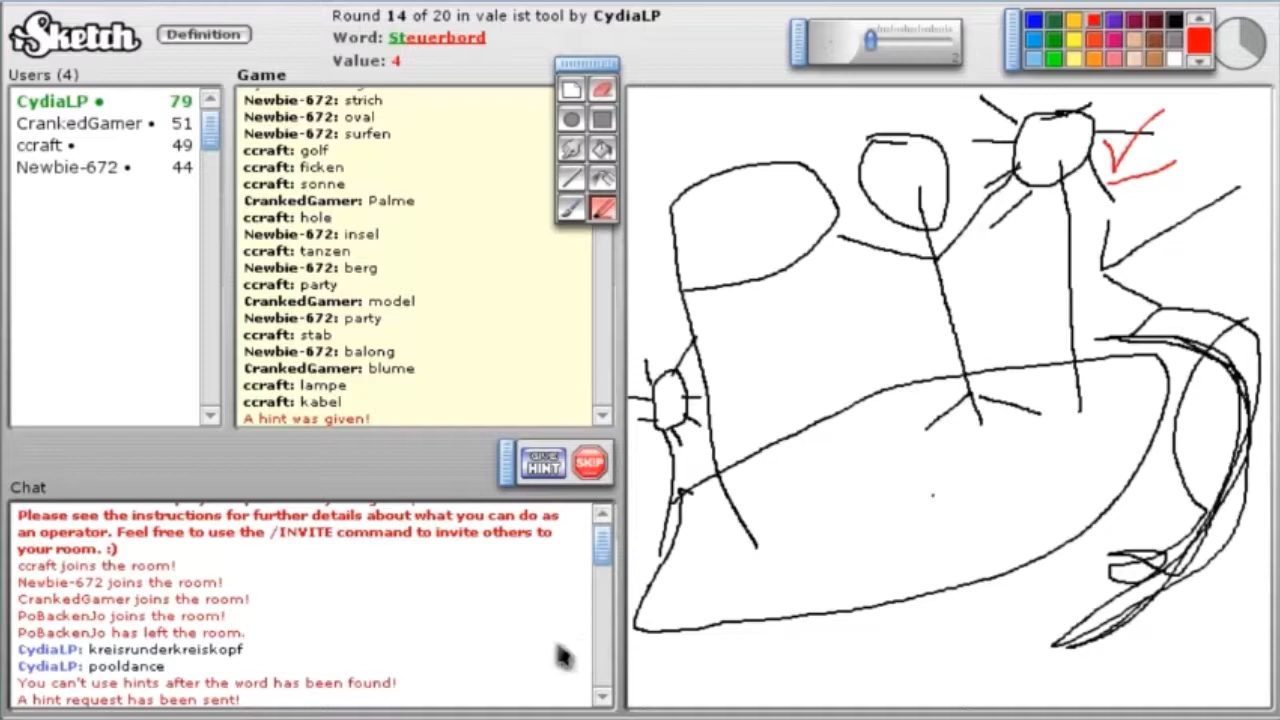 iSketch
Definition
Round 14 of 20 in vale ist tool by CydiaLP
Word: Steuerbord
Value: 4
Users (4)
CydiaLP • 79
CrankedGamer • 51
ccraft • 49
Newbie-672 • 44
Game
Newbie-672: strich
Newbie-672: oval
Newbie-672: surfen
ccraft: golf
ccraft: ficken
ccraft: sonne
CrankedGamer: Palme
ccraft: hole
Newbie-672: insel
ccraft: tanzen
Newbie-672: berg
ccraft: party
CrankedGamer: model
Newbie-672: party
ccraft: stab
Newbie-672: balong
CrankedGamer: blume
ccraft: lampe
ccraft: kabel
A hint was given!
HINT
SKIP
Chat
Please see the instructions for further details about what you can do as
an operator. Feel free to use the /INVITE command to invite others to
your room. :)
ccraft joins the room!
Newbie-672 joins the room!
CrankedGamer joins the room!
PoBackenJo joins the room!
PoBackenJo has left the room.
CydiaLP: kreisrunderkreiskopf
CydiaLP: pooldance
You can't use hints after the word has been found!
A hint request has been sent!
2